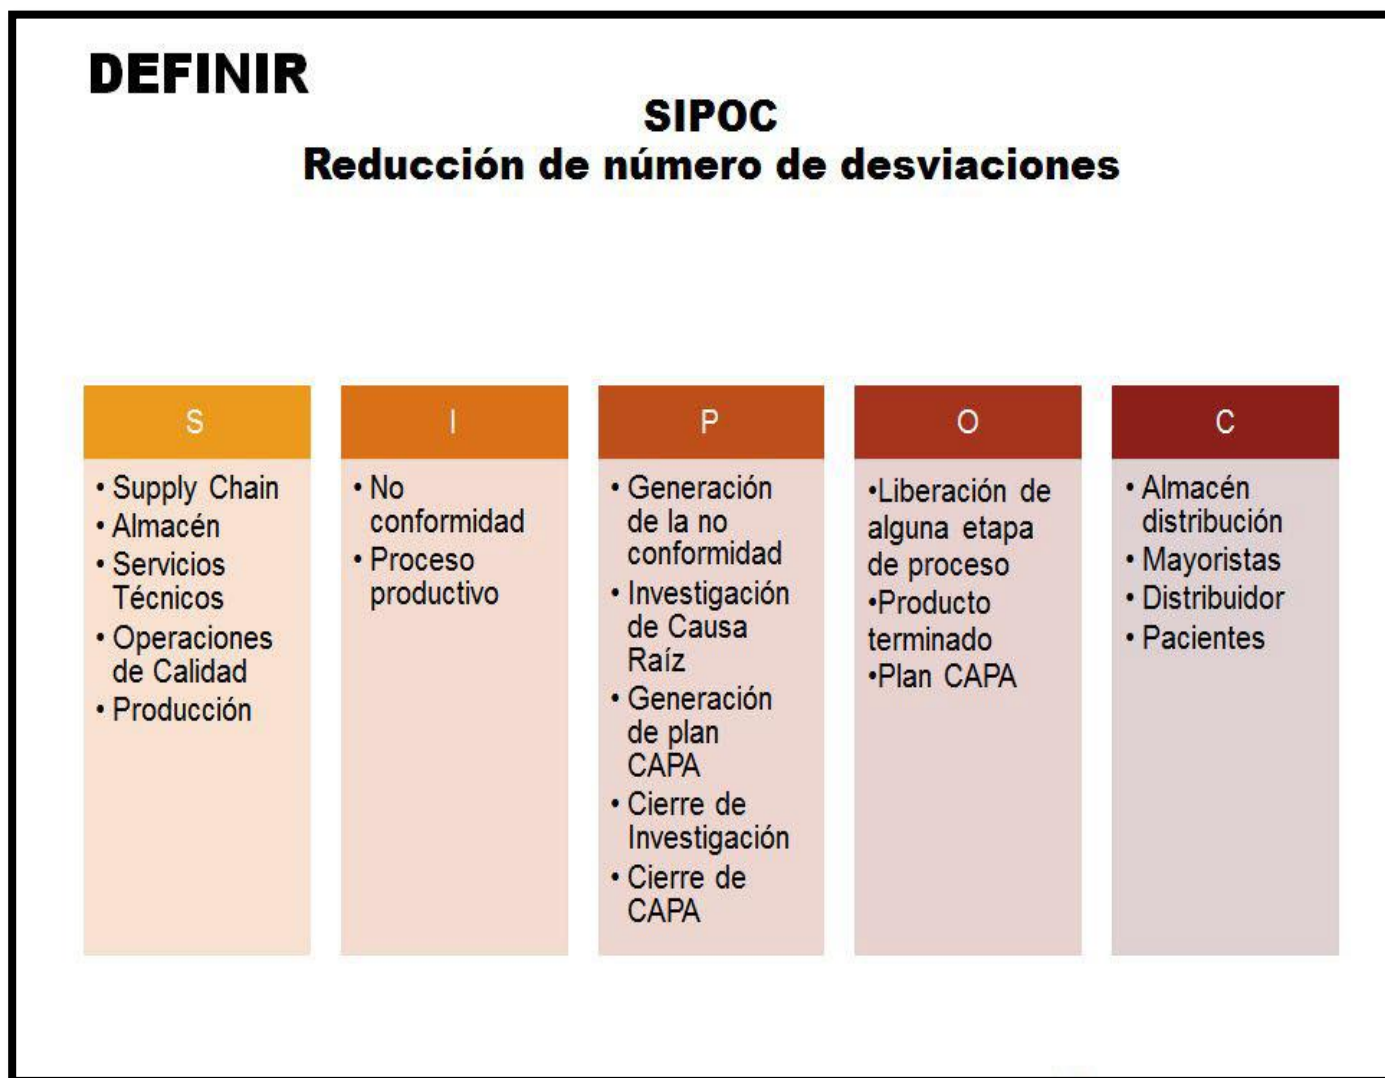 DEFINIR
SIPOC
Reducción de número de desviaciones
S
• Supply Chain
• Almacén
• Servicios
Técnicos
• Operaciones
de Calidad
• Producción
I
• No
conformidad
• Proceso
productivo
P
• Generación
de la no
conformidad
• Investigación
de Causa
Raíz
• Generación
de plan
CAPA
• Cierre de
Investigación
• Cierre de
CAPA
O
•Liberación de
alguna etapa
de proceso
•Producto
terminado
•Plan CAPA
C
• Almacén
distribución
• Mayoristas
• Distribuidor
• Pacientes